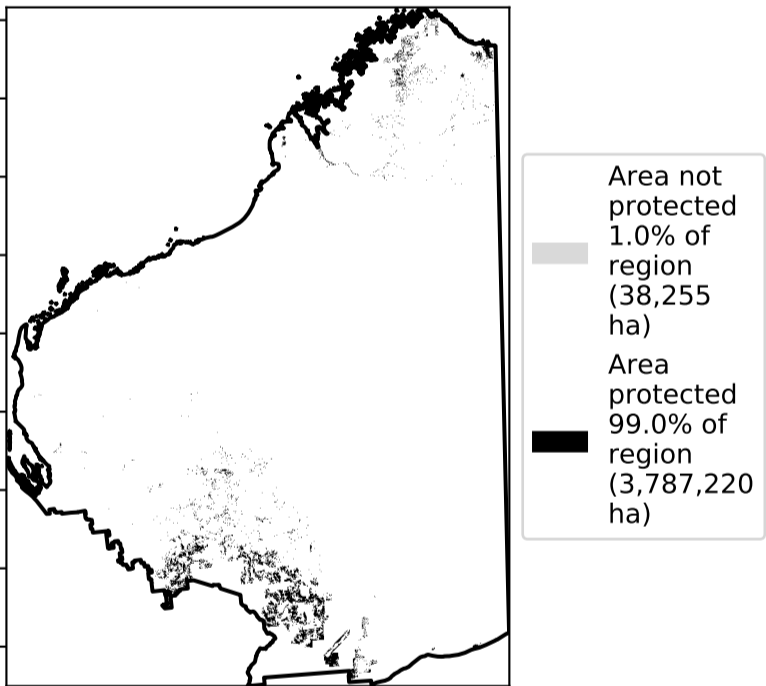 Area not
protected
1.0% of
region
(38,255
ha)
Area
protected
99.0% of
region
(3,787,220
ha)